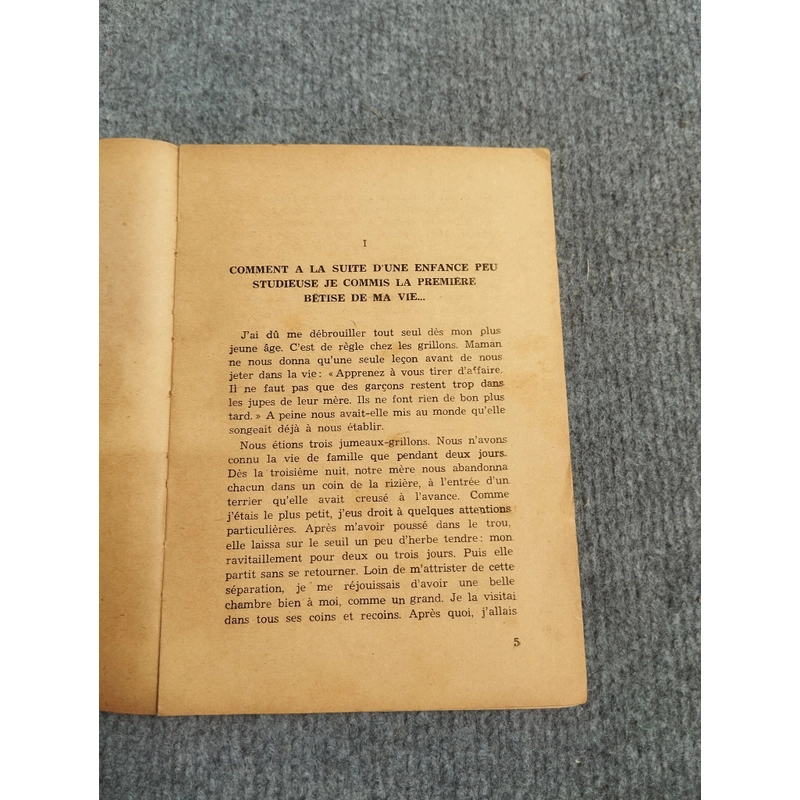 I
COMMENT A LA SUITE D'UNE ENFANCE PEU
STUDIEUSE JE COMMIS LA PREMIÈRE
BÊTISE DE MA VIE...
J'ai dû me débrouiller tout seul dès mon plus
jeune âge. C'est de règle chez les grillons. Maman
ne nous donna qu'une seule leçon avant de nous
jeter dans la vie : « Apprenez à vous tirer d'affaire.
Il ne faut pas que des garçons restent trop dans
les jupes de leur mère. Ils ne font rien de bon plus
tard. » A peine nous avait-elle mis au monde qu'elle
songeait déjà à nous établir.
Nous étions trois jumeaux-grillons. Nous n'avons
connu la vie de famille que pendant deux jours.
Dès la troisième nuit, notre mère nous abandonna
chacun dans un coin de la rizière, à l'entrée d'un
terrier qu'elle avait creusé à l'avance. Comme
j'étais le plus petit, j'eus droit à quelques attentions
particulières. Après m'avoir poussé dans le trou,
elle laissa sur le seuil un peu d'herbe tendre : mon
ravitaillement pour deux ou trois jours. Puis elle
partit sans se retourner. Loin de m'attrister de cette
séparation, je me réjouissais d'avoir une belle
chambre bien à moi, comme un grand. Je la visitai
dans tous ses coins et recoins. Après quoi, j'allais
5